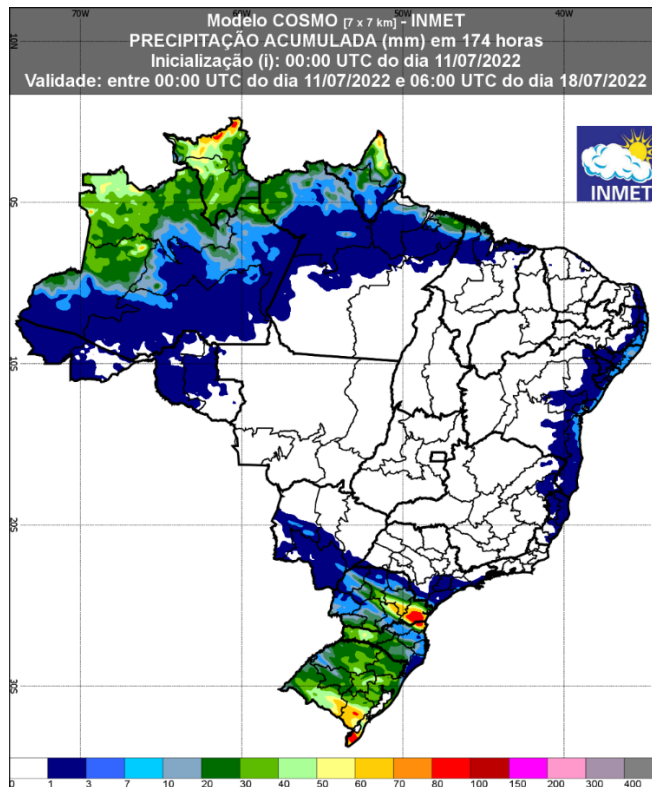 Modelo COSMO [7 x 7 km] - INMET
PRECIPITAÇÃO ACUMULADA (mm) em 174 horas
Inicialização (i): 00:00 UTC do dia 11/07/2022
Validade: entre 00:00 UTC do dia 11/07/2022 e 06:00 UTC do dia 18/07/2022
70W 60W 50W 40W
10N
INMET
0S
10S
20S
30S
0 1 3 7 10 20 30 40 50 60 70 80 100 150 200 300 400